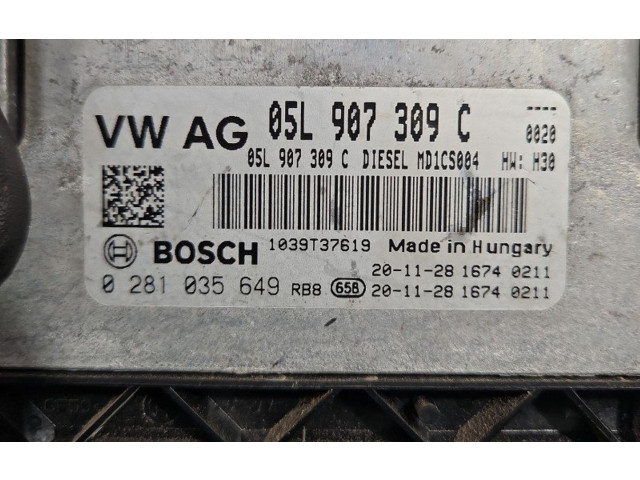 VW AG 05L 907 309 C ----
0020
05L 907 309 C DIESEL MD1CS004 HW: H30
BOSCH 1039T37619 Made in Hungary
20-11-28 1674 0211
0 281 035 649 RB8 658 20-11-28 1674 0211